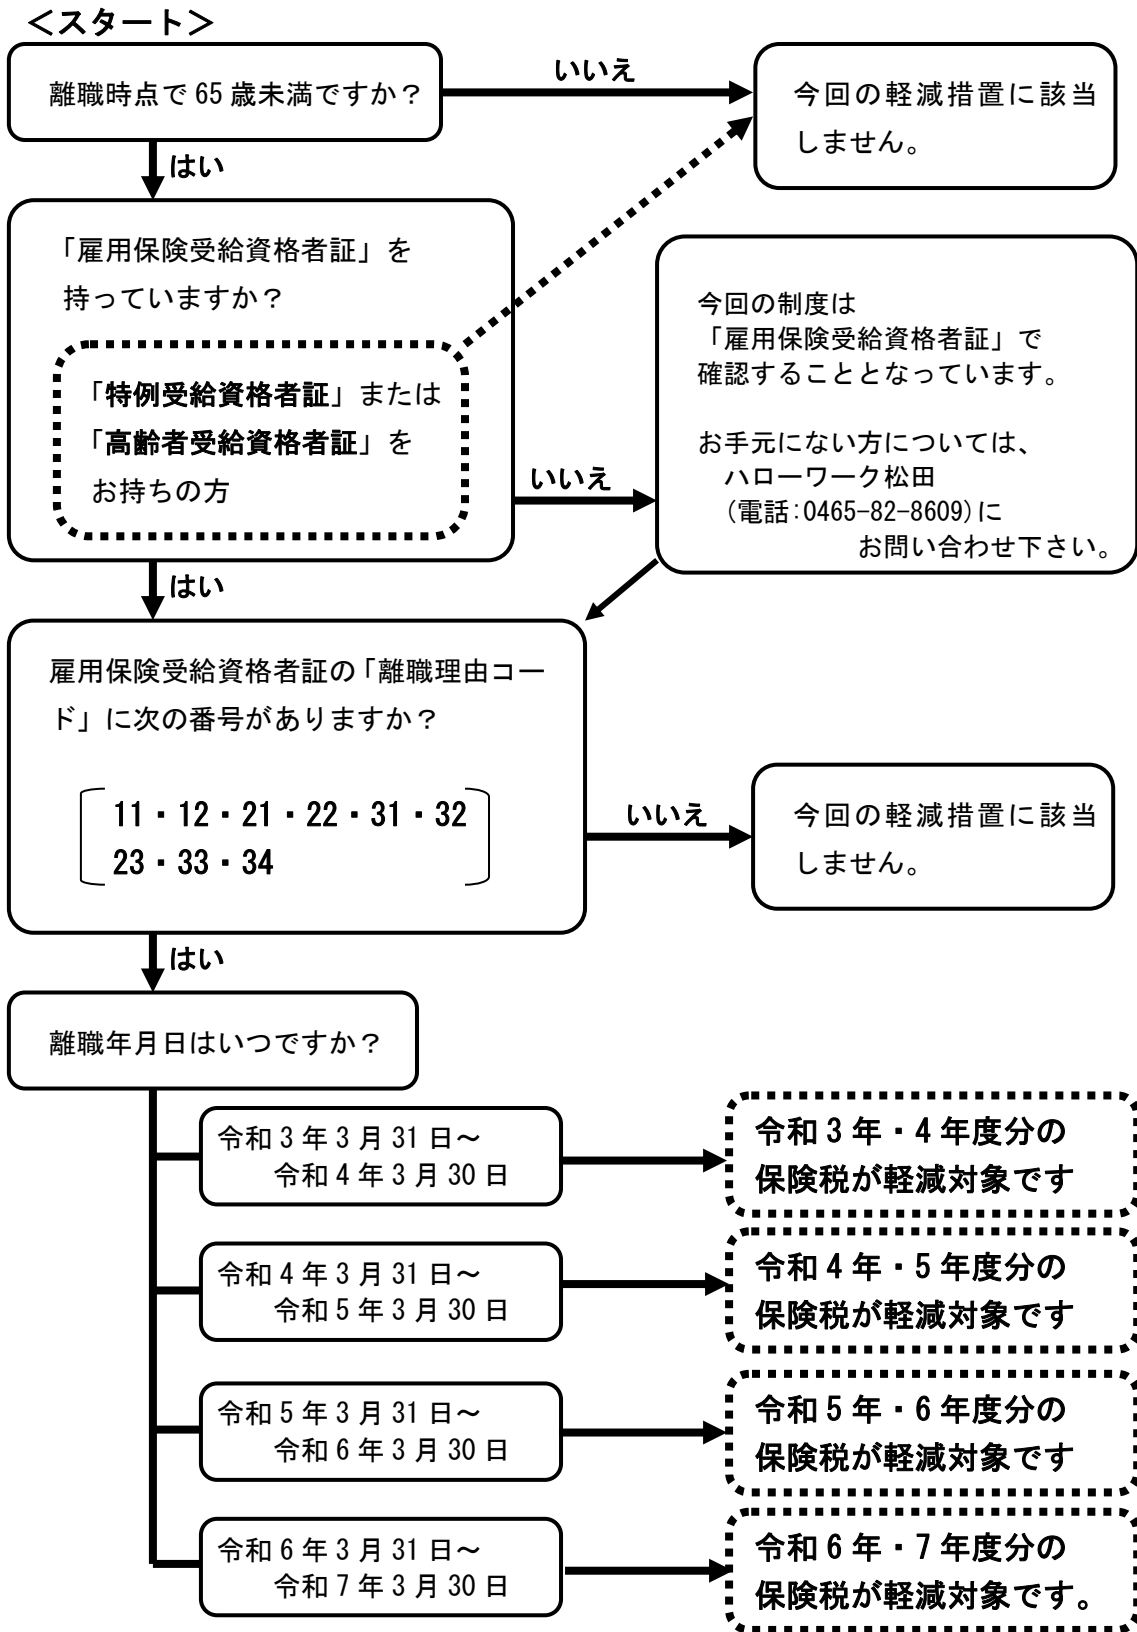 ＜スタート＞
離職時点で 65 歳未満ですか？
いいえ
今回の軽減措置に該当
しません。
はい
「雇用保険受給資格者証」を
持っていますか？
「特例受給資格者証」または
「高齢者受給資格者証」を
お持ちの方
いいえ
今回の制度は
「雇用保険受給資格者証」で
確認することとなっています。
お手元にない方については、
ハローワーク松田
(電話:0465-82-8609)に
お問い合わせ下さい。
はい
雇用保険受給資格者証の「離職理由コー
ド」に次の番号がありますか？
11・12・21・22・31・32
23・33・34
いいえ
今回の軽減措置に該当
しません。
はい
離職年月日はいつですか？
令和 3 年 3 月 31 日～
令和 4 年 3 月 30 日
令和 3 年・4 年度分の
保険税が軽減対象です
令和 4 年 3 月 31 日～
令和 5 年 3 月 30 日
令和 4 年・5 年度分の
保険税が軽減対象です
令和 5 年 3 月 31 日～
令和 6 年 3 月 30 日
令和 5 年・6 年度分の
保険税が軽減対象です
令和 6 年 3 月 31 日～
令和 7 年 3 月 30 日
令和 6 年・7 年度分の
保険税が軽減対象です。